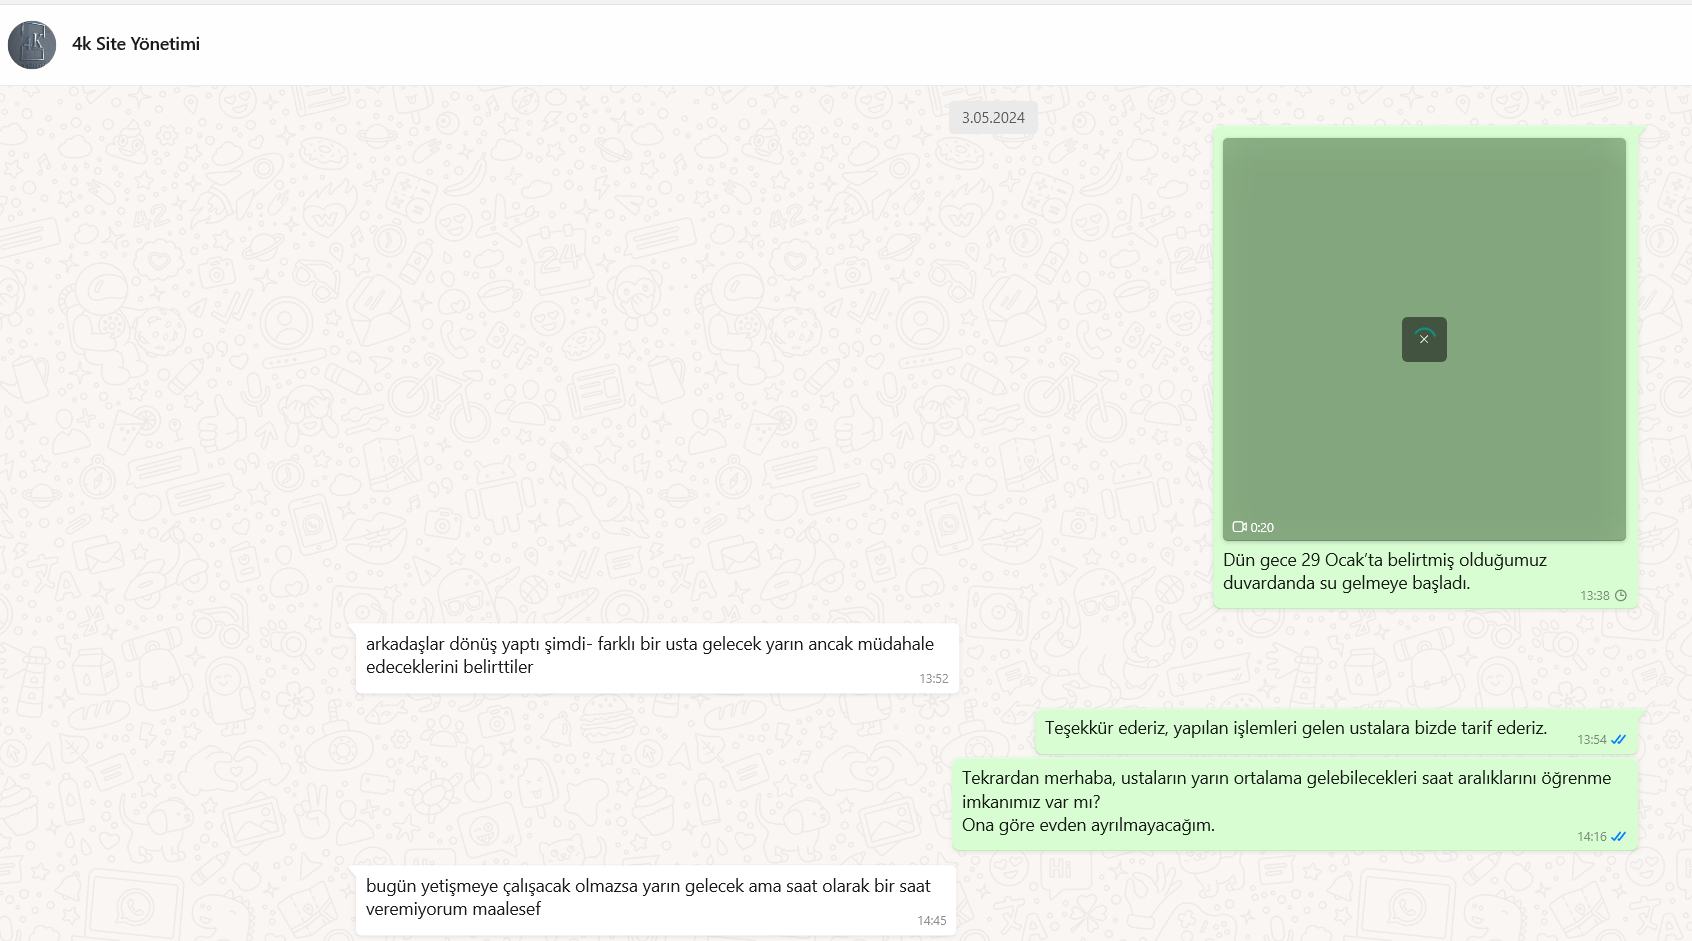 4k Site Yönetimi
3.05.2024
0:20
Dün gece 29 Ocak'ta belirtmiş olduğumuz
duvardanda su gelmeye başladı.
13:38
arkadaşlar dönüş yaptı şimdi- farklı bir usta gelecek yarın ancak müdahale
edeceklerini belirttiler
13:52
Teşekkür ederiz, yapılan işlemleri gelen ustalara bizde tarif ederiz.
13:54
Tekrardan merhaba, ustaların yarın ortalama gelebilecekleri saat aralıklarını öğrenme
imkanımız var mı?
Ona göre evden ayrılmayacağım.
14:16
bugün yetişmeye çalışacak olmazsa yarın gelecek ama saat olarak bir saat
veremiyorum maalesef
14:45